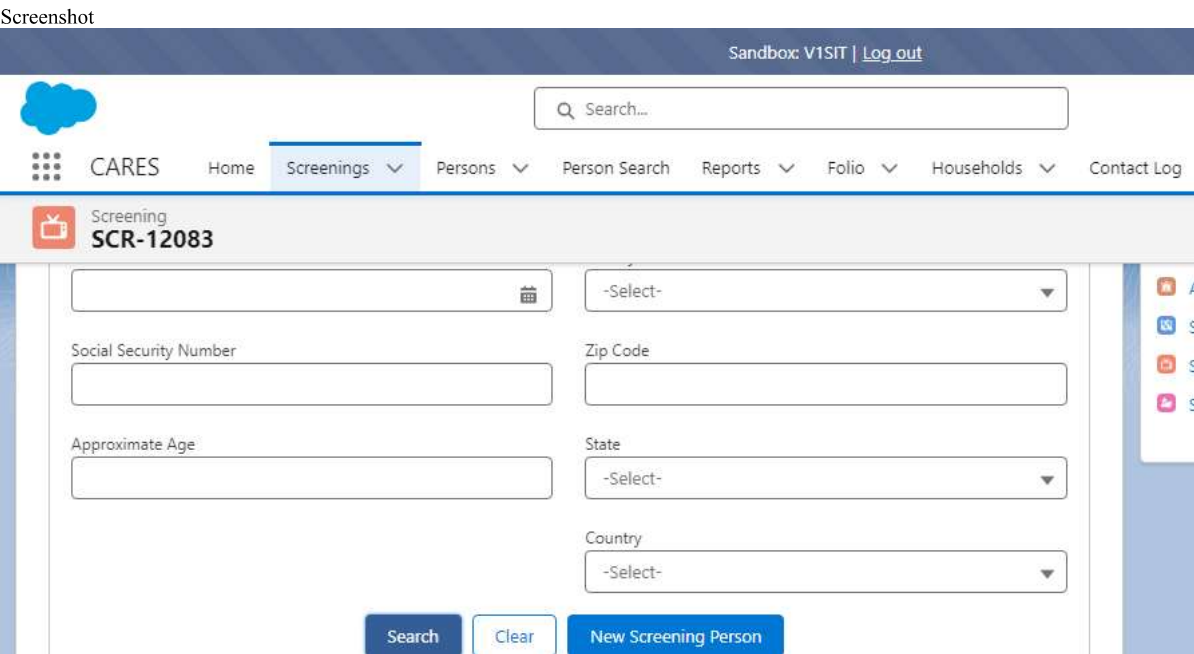 Screenshot
Sandbox: V1SIT | Log out
Search...
CARES Home Screenings Persons Person Search Reports Folio Households Contact Log
Screening
SCR-12083
-Select-
Social Security Number Zip Code
Approximate Age State
-Select-
Country
-Select-
Search Clear New Screening Person